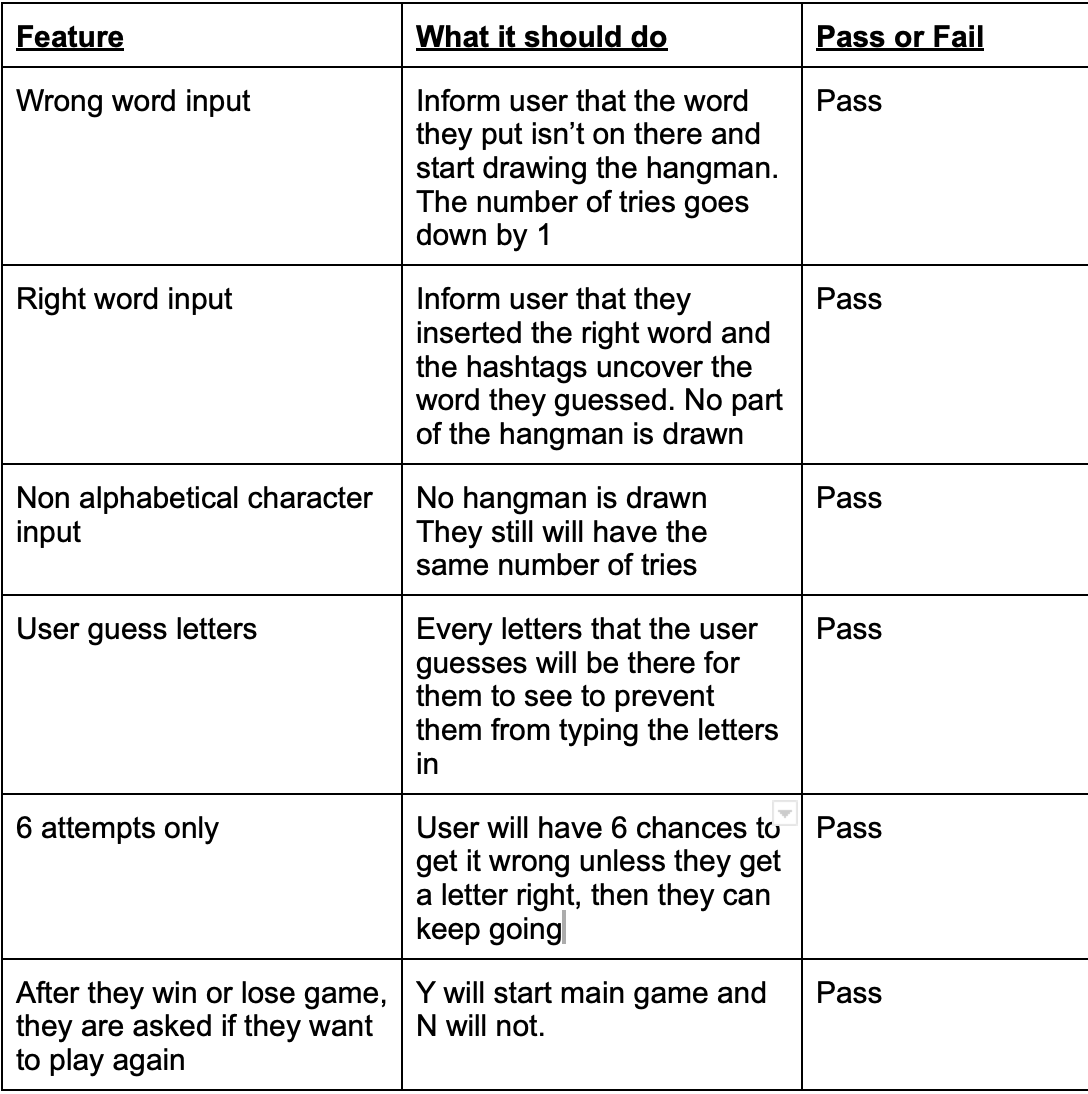 Feature
What it should do
Pass or Fail
Wrong word input
Inform user that the word
they put isn’t on there and
start drawing the hangman.
The number of tries goes
down by 1
Pass
Right word input
Inform user that they
inserted the right word and
the hashtags uncover the
word they guessed. No part
of the hangman is drawn
Pass
Non alphabetical character
input
No hangman is drawn
They still will have the
same number of tries
Pass
User guess letters
Every letters that the user
guesses will be there for
them to see to prevent
them from typing the letters
in
Pass
6 attempts only
User will have 6 chances to
get it wrong unless they get
a letter right, then they can
keep going
Pass
After they win or lose game,
they are asked if they want
to play again
Y will start main game and
N will not.
Pass